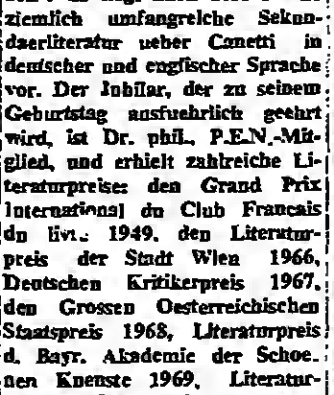 ziemlich umfangreiche Sekun-
daerliteratur ueber Canetti in
deutscher und englischer Sprache
vor. Der Jubilar, der zu seinem
Geburtstag ausfuehrlich geehrt
wird, ist Dr. phil., P.E.N.-Mit-
glied, und erhielt zahlreiche Li-
teraturpreise: den Grand Prix
International du Club Francais
du 1949, den Literatur-
preis der Stadt Wien 1966,
Deutschen Kritikerpreis 1967,
den Grossen Oesterreichischen
Staatspreis 1968, Literaturpreis
d. Bayr. Akademie der Schoe-
nen Kuenste 1969, Literatur-